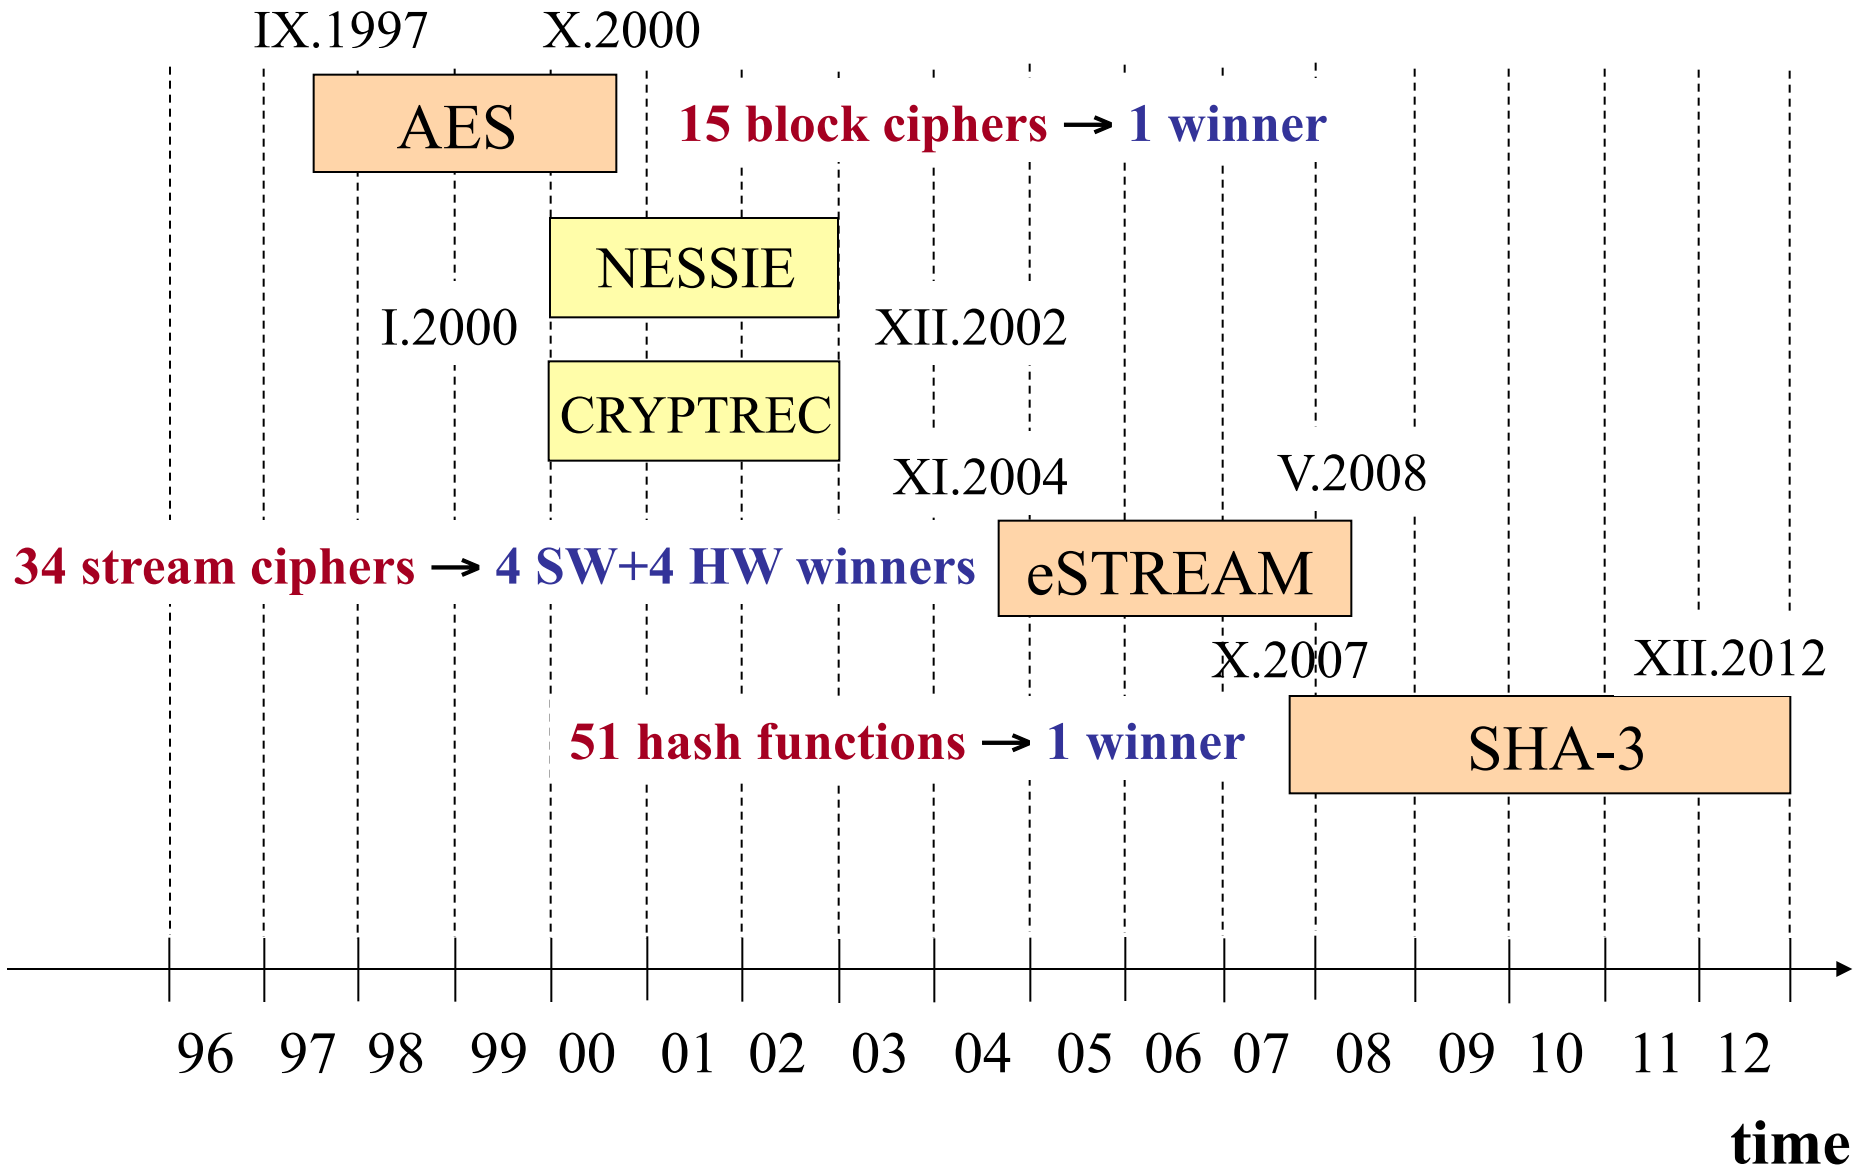 IX.1997 X.2000
AES
15 block ciphers → 1 winner
NESSIE
I.2000 XII.2002
CRYPTREC
XI.2004 V.2008
34 stream ciphers → 4 SW+4 HW winners
eSTREAM
X.2007 XII.2012
51 hash functions → 1 winner
SHA-3
96 97 98 99 00 01 02 03 04 05 06 07 08 09 10 11 12
time